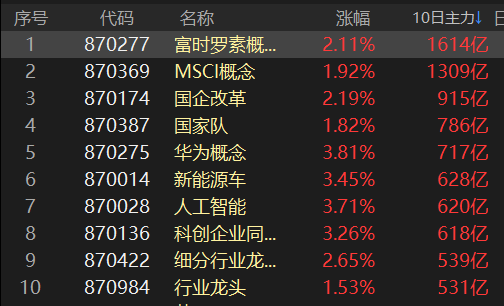 序号 代码 名称 涨幅 10日主力↓
1 870277 富时罗素概... 2.11% 1614亿
2 870369 MSCI概念 1.92% 1309亿
3 870174 国企改革 2.19% 915亿
4 870387 国家队 1.82% 786亿
5 870275 华为概念 3.81% 717亿
6 870014 新能源车 3.45% 628亿
7 870028 人工智能 3.71% 620亿
8 870136 科创企业同... 3.26% 618亿
9 870422 细分行业龙... 2.65% 539亿
10 870984 行业龙头 1.53% 531亿